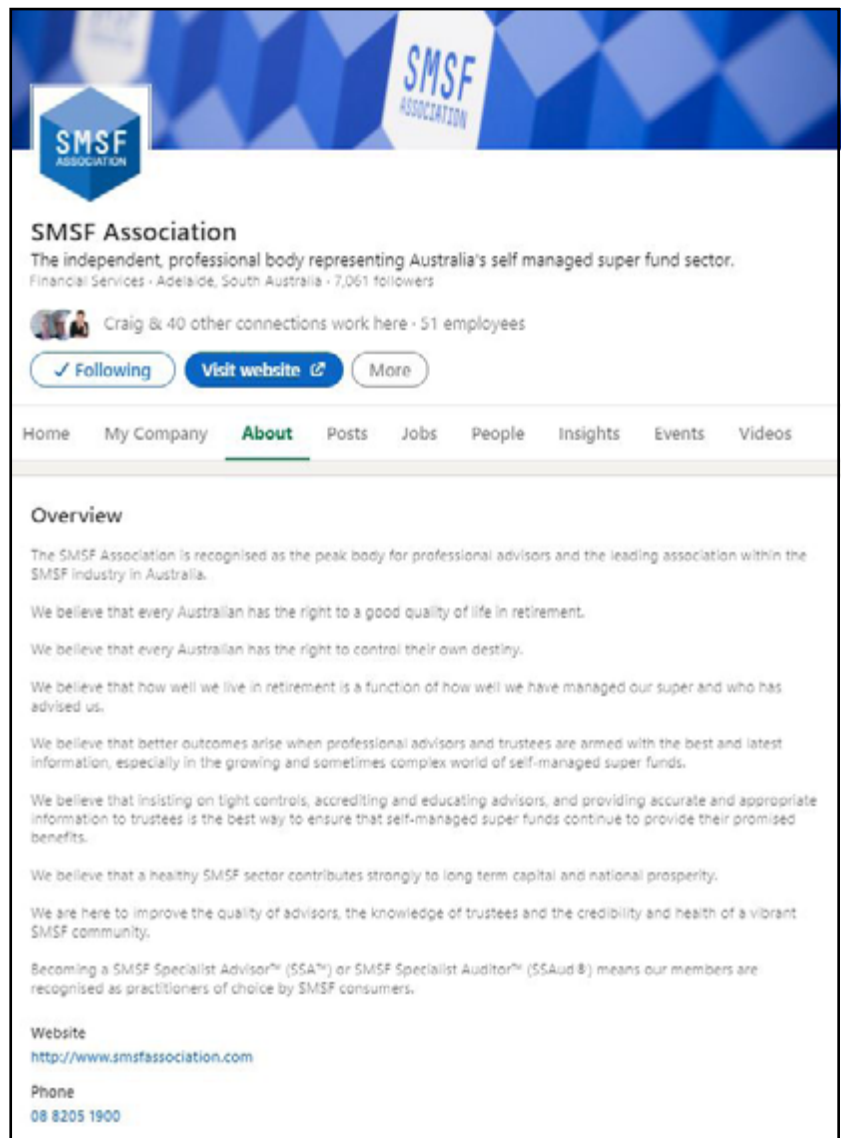 SMSF
ASSOCIATION
SMSF
ASSOCIATION
SMSF Association
The independent, professional body representing Australia's self managed super fund sector.
Financial Services · Adelaide, South Australia · 7,061 followers
Craig & 40 other connections work here · 51 employees
✓ Following
Visit website
More
Home
My Company
About
Posts
Jobs
People
Insights
Events
Videos
Overview
The SMSF Association is recognised as the peak body for professional advisors and the leading association within the
SMSF industry in Australia.
We believe that every Australian has the right to a good quality of life in retirement.
We believe that every Australian has the right to control their own destiny.
We believe that how well we live in retirement is a function of how well we have managed our super and who has
advised us.
We believe that better outcomes arise when professional advisors and trustees are armed with the best and latest
information, especially in the growing and sometimes complex world of self-managed super funds.
We believe that insisting on tight controls, accrediting and educating advisors, and providing accurate and appropriate
information to trustees is the best way to ensure that self-managed super funds continue to provide their promised
benefits.
We believe that a healthy SMSF sector contributes strongly to long term capital and national prosperity.
We are here to improve the quality of advisors, the knowledge of trustees and the credibility and health of a vibrant
SMSF community.
Becoming a SMSF Specialist Advisor™ (SSA™) or SMSF Specialist Auditor™ (SSAud®) means our members are
recognised as practitioners of choice by SMSF consumers.
Website
http://www.smsfassociation.com
Phone
08 8205 1900